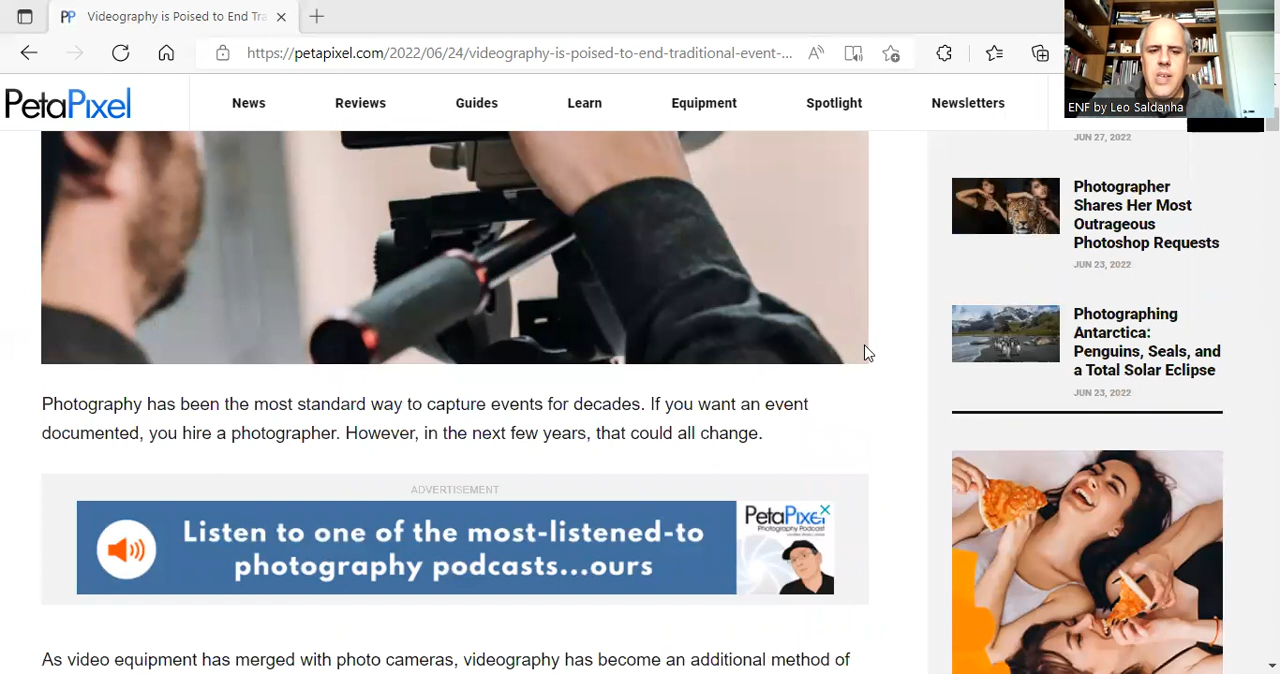 Videography is Poised to End Tra
https://petapixel.com/2022/06/24/videography-is-poised-to-end-traditional-event-...
ENF by Leo Saldanha
PetaPixel
News
Reviews
Guides
Learn
Equipment
Spotlight
Newsletters
JUN 27, 2022
Photographer
Shares Her Most
Outrageous
Photoshop Requests
JUN 23, 2022
Photographing
Antarctica:
Penguins, Seals, and
a Total Solar Eclipse
JUN 23, 2022
Photography has been the most standard way to capture events for decades. If you want an event
documented, you hire a photographer. However, in the next few years, that could all change.
ADVERTISEMENT
Listen to one of the most-listened-to
photography podcasts...ours
PetaPixel
Photography Podcast
As video equipment has merged with photo cameras, videography has become an additional method of